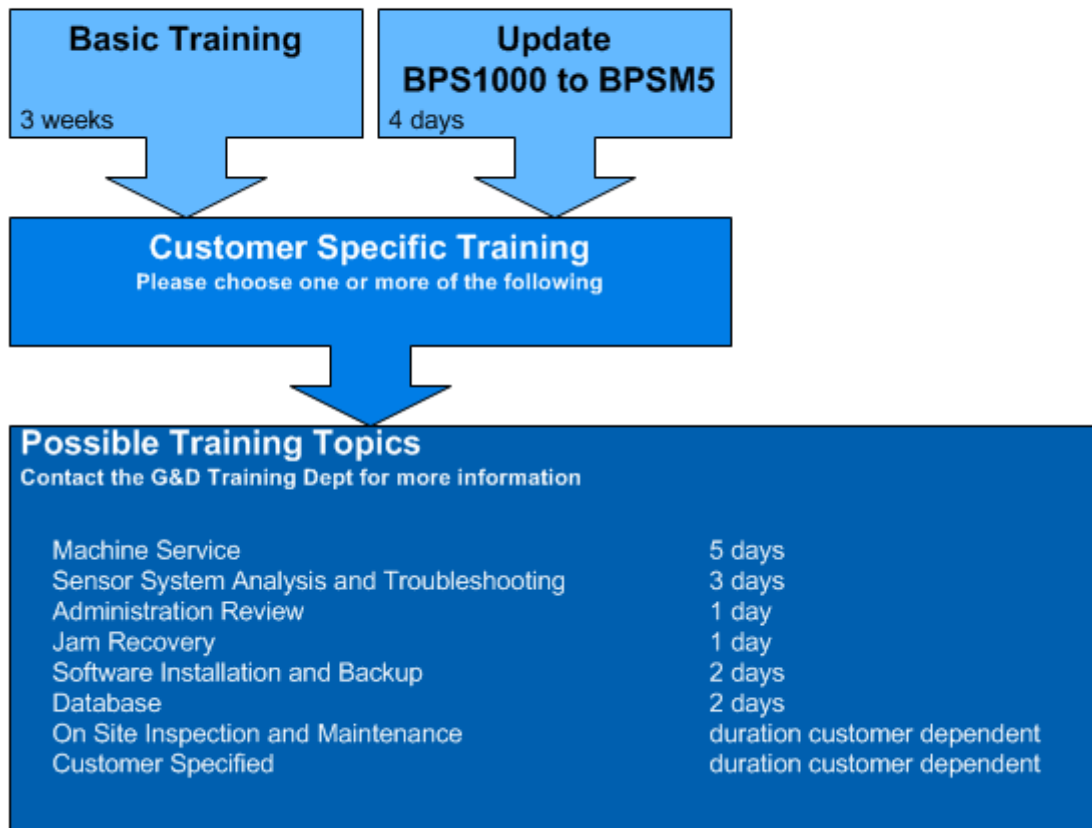 Basic Training
3 weeks
Update
BPS1000 to BPSM5
4 days
Customer Specific Training
Please choose one or more of the following
Possible Training Topics
Contact the G&D Training Dept for more information
Machine Service 5 days
Sensor System Analysis and Troubleshooting 3 days
Administration Review 1 day
Jam Recovery 1 day
Software Installation and Backup 2 days
Database 2 days
On Site Inspection and Maintenance duration customer dependent
Customer Specified duration customer dependent